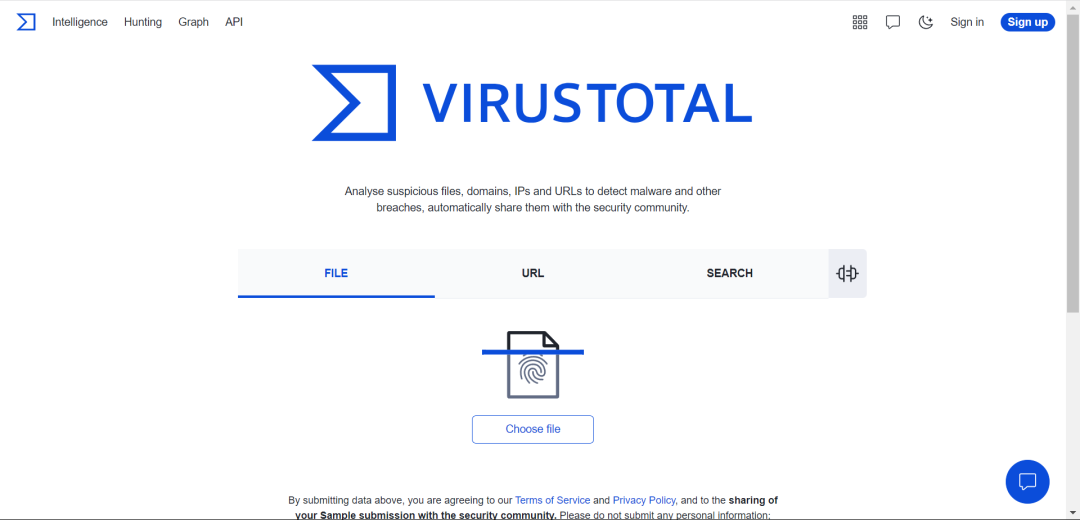 Intelligence Hunting Graph API Sign in Sign up
VIRUSTOTAL
Analyse suspicious files, domains, IPs and URLs to detect malware and other
breaches, automatically share them with the security community.
FILE URL SEARCH
Choose file
By submitting data above, you are agreeing to our Terms of Service and Privacy Policy, and to the sharing of
your Sample submission with the security community. Please do not submit any personal information;